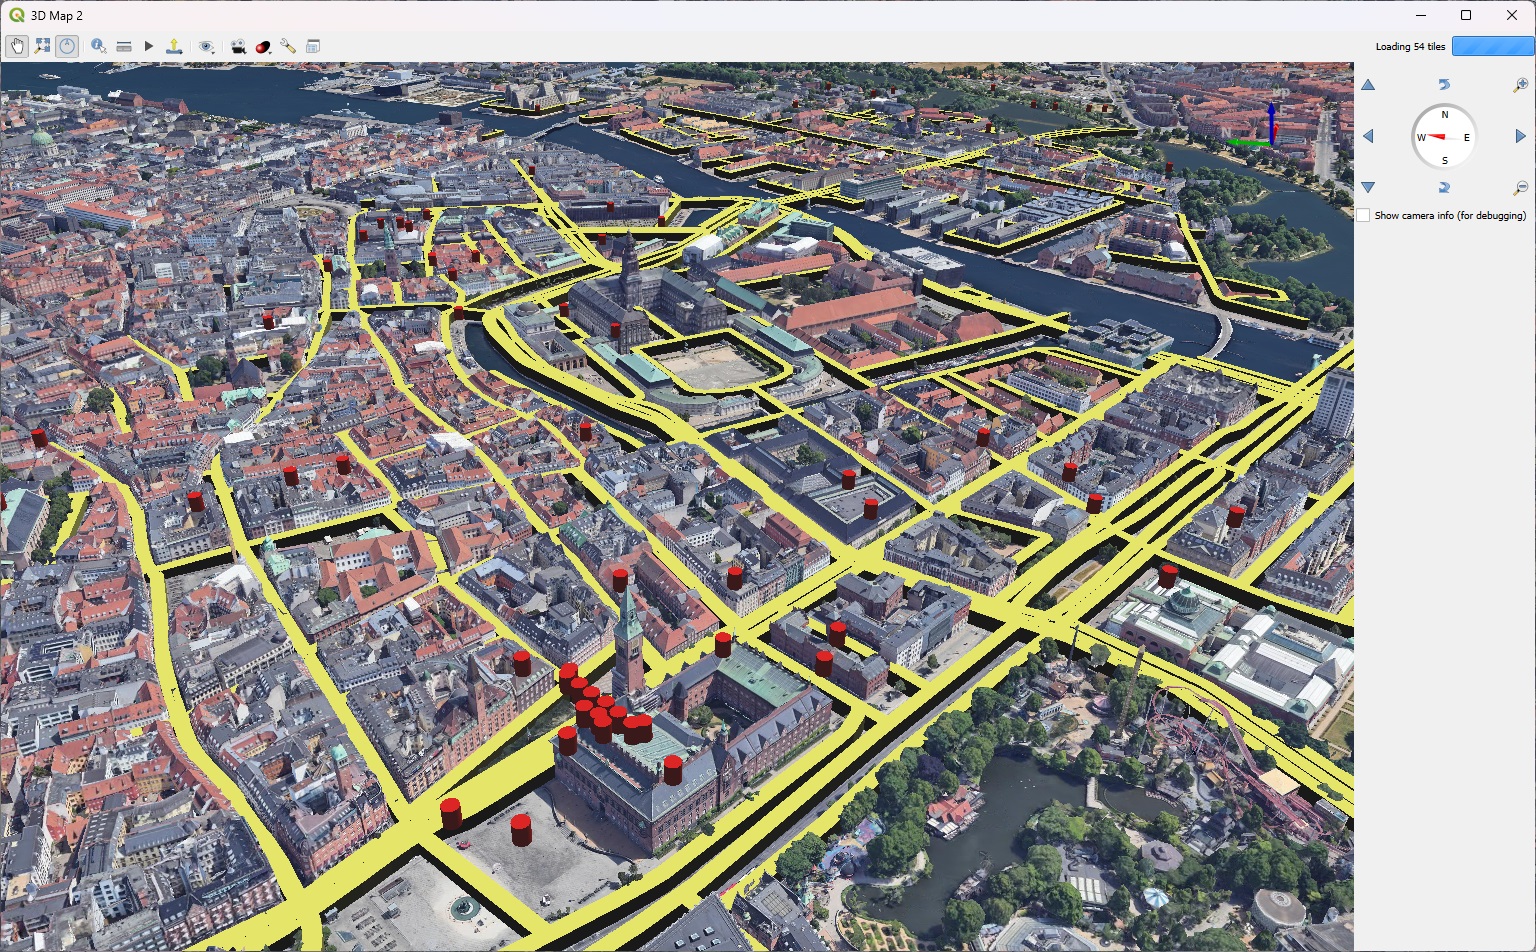 3D Map 2
Loading 54 tiles
N
W E
S
Show camera info (for debugging)